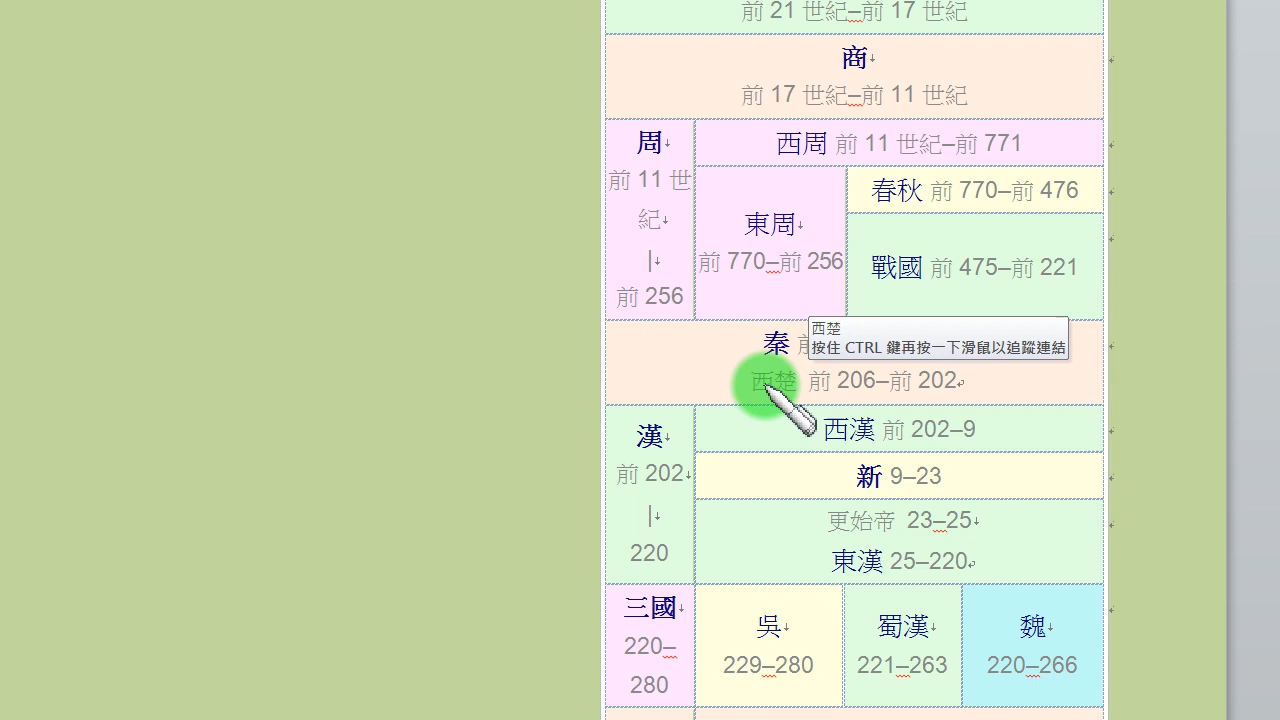 前 21 世紀–前 17 世紀
商
前 17 世紀–前 11 世紀
周
前 11 世
紀
|
前 256
西周 前 11 世紀–前 771
東周
前 770–前 256
春秋 前 770–前 476
戰國 前 475–前 221
秦 前
西楚
按住 CTRL 鍵再按一下滑鼠以追蹤連結
西楚 前 206–前 202
漢
前 202
|
220
西漢 前 202–9
新 9–23
更始帝 23–25
東漢 25–220
三國
220–
280
吳
229–280
蜀漢
221–263
魏
220–266